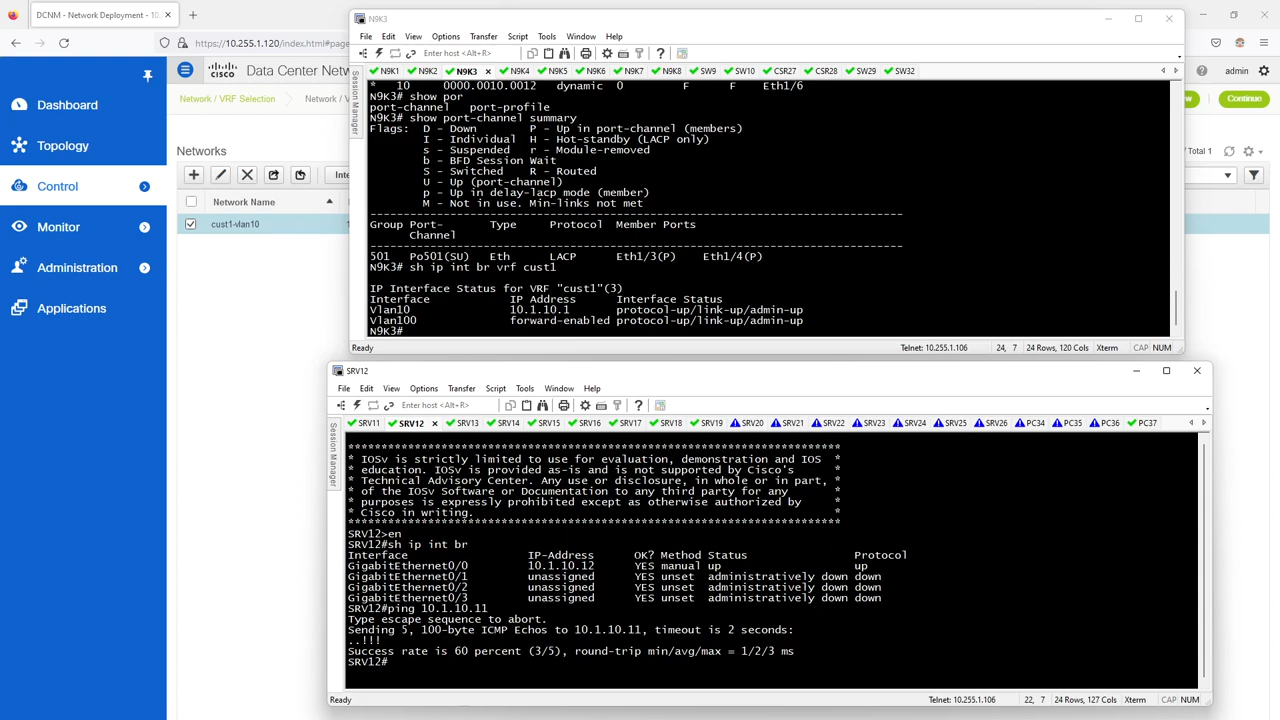 DCNM - Network Deployment - 10.
https://10.255.1.120/index.html#page
CISCO Data Center Net
admin
Dashboard
Topology
Control
Monitor
Administration
Applications
Network / VRF Selection
Network / V
Continue
Networks
/ Total 1
Network Name
cust1-vlan10
N9K3
File Edit View Options Transfer Script Tools Window Help
Enter host <Alt+R>
Session Manager
N9K1 N9K2 N9K3 N9K4 N9K5 N9K6 N9K7 N9K8 SW9 SW10 CSR27 CSR28 SW29 SW32
* 10 0000.0010.0012 dynamic 0 F F Eth1/6
N9K3# show por
port-channel port-profile
N9K3# show port-channel summary
Flags: D - Down P - Up in port-channel (members)
I - Individual H - Hot-standby (LACP only)
s - Suspended r - Module-removed
b - BFD Session Wait
S - Switched R - Routed
U - Up (port-channel)
p - Up in delay-lacp mode (member)
M - Not in use. Min-links not met
--------------------------------------------------------------------------------
Group Port- Type Protocol Member Ports
Channel
--------------------------------------------------------------------------------
501 Po501(SU) Eth LACP Eth1/3(P) Eth1/4(P)
N9K3# sh ip int br vrf cust1
IP Interface Status for VRF "cust1"(3)
Interface IP Address Interface Status
Vlan10 10.1.10.1 protocol-up/link-up/admin-up
Vlan100 forward-enabled protocol-up/link-up/admin-up
N9K3#
Ready Telnet: 10.255.1.106 24, 7 24 Rows, 120 Cols Xterm CAP NUM
SRV12
File Edit View Options Transfer Script Tools Window Help
Enter host <Alt+R>
Session Manager
SRV11 SRV12 SRV13 SRV14 SRV15 SRV16 SRV17 SRV18 SRV19 SRV20 SRV21 SRV22 SRV23 SRV24 SRV25 SRV26 PC34 PC35 PC36 PC37
**************************************************************************
* IOSv is strictly limited to use for evaluation, demonstration and IOS *
* education. IOSv is provided as-is and is not supported by Cisco's *
* Technical Advisory Center. Any use or disclosure, in whole or in part, *
* of the IOSv Software or Documentation to any third party for any *
* purposes is expressly prohibited except as otherwise authorized by *
* Cisco in writing. *
**************************************************************************
SRV12>en
SRV12#sh ip int br
Interface IP-Address OK? Method Status Protocol
GigabitEthernet0/0 10.1.10.12 YES manual up up
GigabitEthernet0/1 unassigned YES unset administratively down down
GigabitEthernet0/2 unassigned YES unset administratively down down
GigabitEthernet0/3 unassigned YES unset administratively down down
SRV12#ping 10.1.10.11
Type escape sequence to abort.
Sending 5, 100-byte ICMP Echos to 10.1.10.11, timeout is 2 seconds:
..!!!
Success rate is 60 percent (3/5), round-trip min/avg/max = 1/2/3 ms
SRV12#
Ready Telnet: 10.255.1.106 22, 7 24 Rows, 127 Cols Xterm CAP NUM